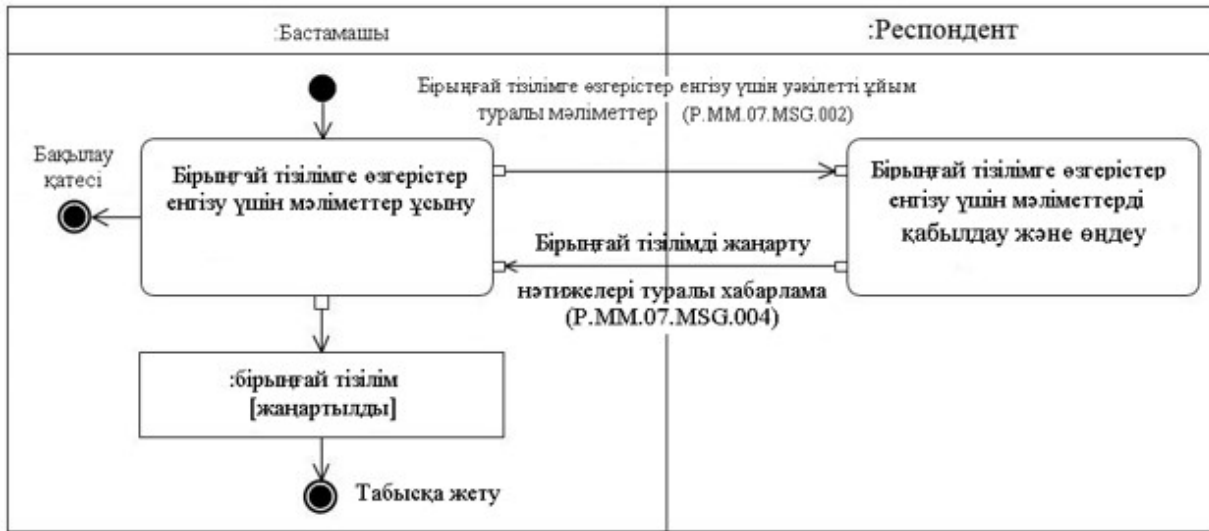 :Бастамашы
:Респондент
Бірыңғай тізілімге өзгерістер енгізу үшін уәкілетті ұйым
туралы мәліметтер (P.MM.07.MSG.002)
Бақылау
қатесі
Бірыңғай тізілімге өзгерістер
енгізу үшін мәліметтер ұсыну
Бірыңғай тізілімге өзгерістер
енгізу үшін мәліметтерді
қабылдау және өңдеу
Бірыңғай тізілімді жаңарту
нәтижелері туралы хабарлама
(P.MM.07.MSG.004)
:бірыңғай тізілім
[жаңартылды]
Табысқа жету